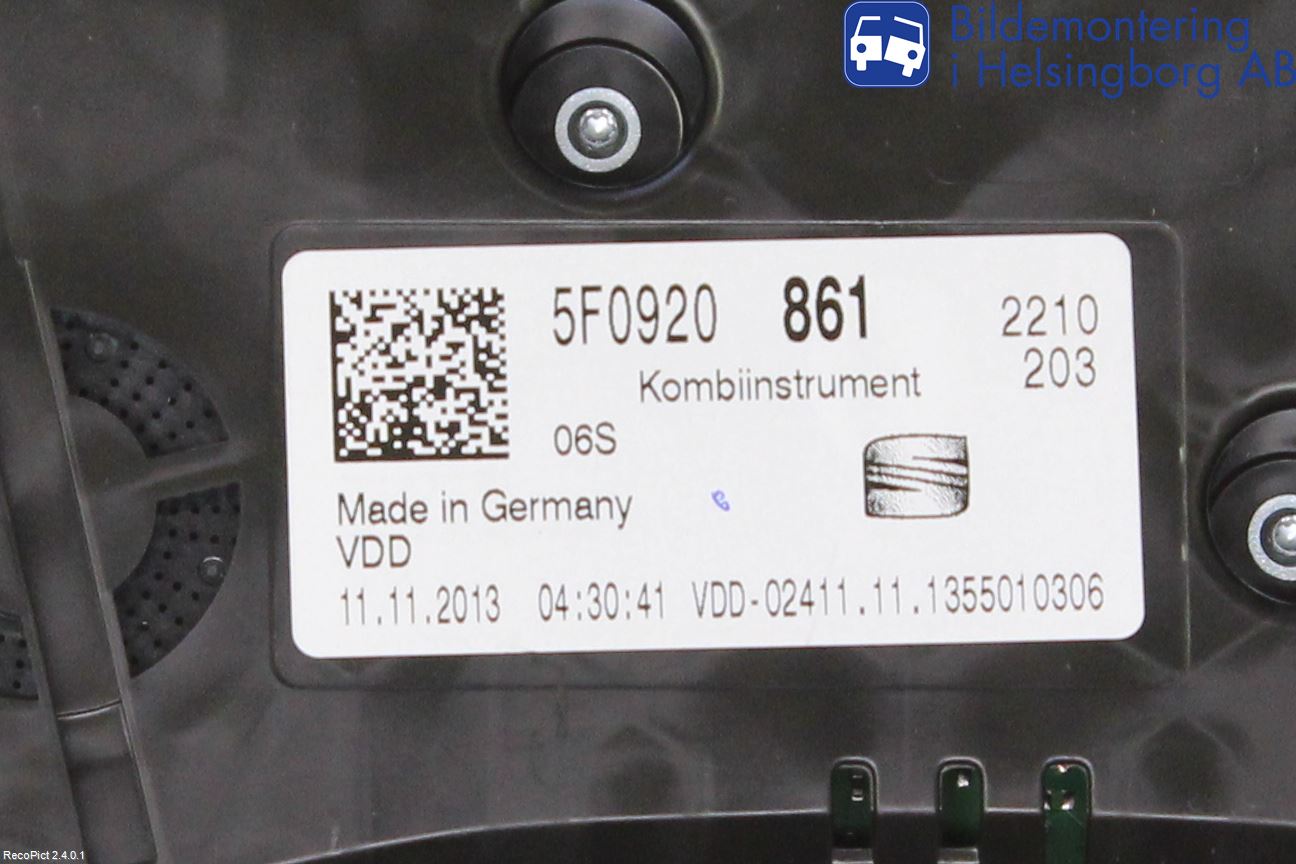 Bildemontering
i Helsingborg AB
5F0920 861 2210
203
Kombiinstrument
06S
Made in Germany
VDD
11.11.2013 04:30:41 VDD-02411.11.1355010306
RecoPict 2.4.0.1